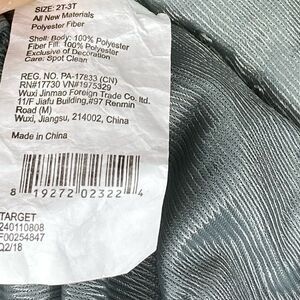 SIZE: 2T-3T
All New Materials
Polyester Fiber
Shell: Body: 100% Polyester
Fiber Fill: 100% Polyester
Exclusive of Decoration
Care: Spot Clean
REG. NO. PA-17833 (CN)
RN#17730 VN#1975329
Wuxi Jinmao Foreign Trade Co. ltd.
11/F Jiafu Building,#97 Renmin
Road (M)
Wuxi, Jiangsu, 214002, China
Made in China
8 19272 02322 4
TARGET
240110808
F00254847
Q2/18